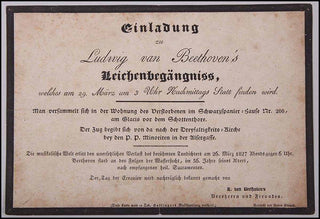 Einladung
zu
Ludwig van Beethoven's
Leichenbegängniss,
welches am 29. März um 3 Uhr Nachmittags Statt finden wird.
Man versammelt sich in der Wohnung des Verstorbenen im Schwarzspanier-Hause Nr. 200,
am Glacis vor dem Schottenthore.
Der Zug begibt sich von da nach der Dreyfaltigkeits-Kirche
bey den P. P. Minoriten in der Alsergasse.
Die musikalische Welt erlitt den unersetzlichen Verlust des berühmten Tondichters am 26. März 1827 Abends gegen 6 Uhr.
Beethoven starb an den Folgen der Wassersucht, im 56. Jahre seines Alters,
nach empfangenen heil. Sacramenten.
Der Tag der Exequien wird nachträglich bekannt gemacht von
L. van Beethoven's
Verehrern und Freunden.